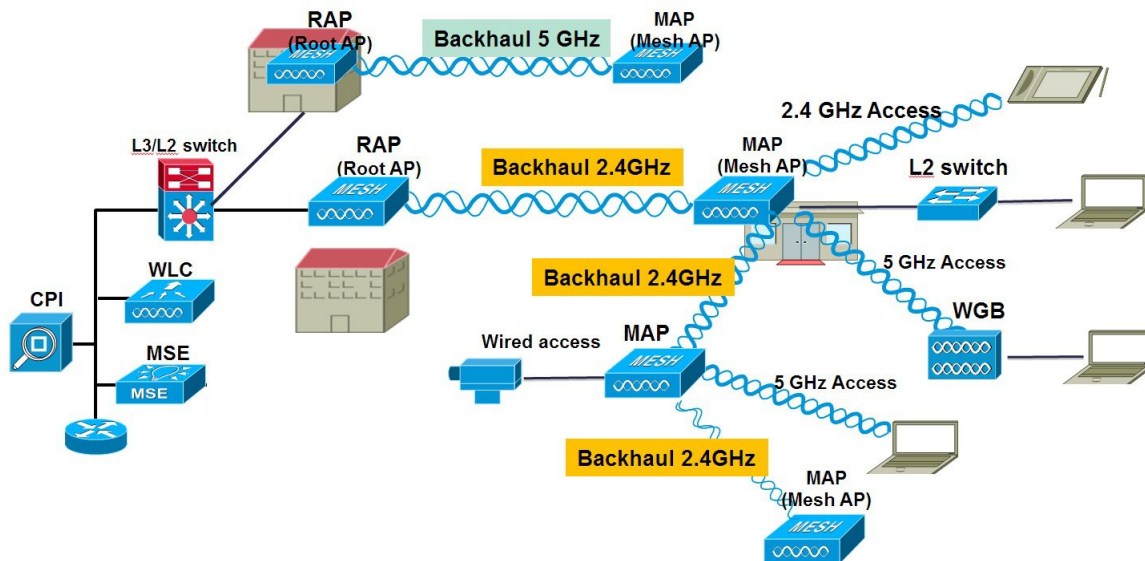 RAP
(Root AP)
MESH
Backhaul 5 GHz
MAP
(Mesh AP)
MESH
2.4 GHz Access
L3/L2 switch
RAP
(Root AP)
MESH
Backhaul 2.4GHz
MAP
(Mesh AP)
MESH
L2 switch
5 GHz Access
WGB
Backhaul 2.4GHz
WLC
CPI
MSE
MSE
Wired access
MAP
MESH
5 GHz Access
Backhaul 2.4GHz
MAP
(Mesh AP)
MESH